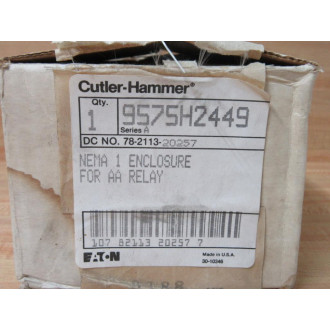 Cutler-Hammer®
Qty.
1
9575H2449
Series A
DC NO. 78-2113-20257
NEMA 1 ENCLOSURE
FOR AA RELAY
107 82113 20257 7
EATON
Made in U.S.A.